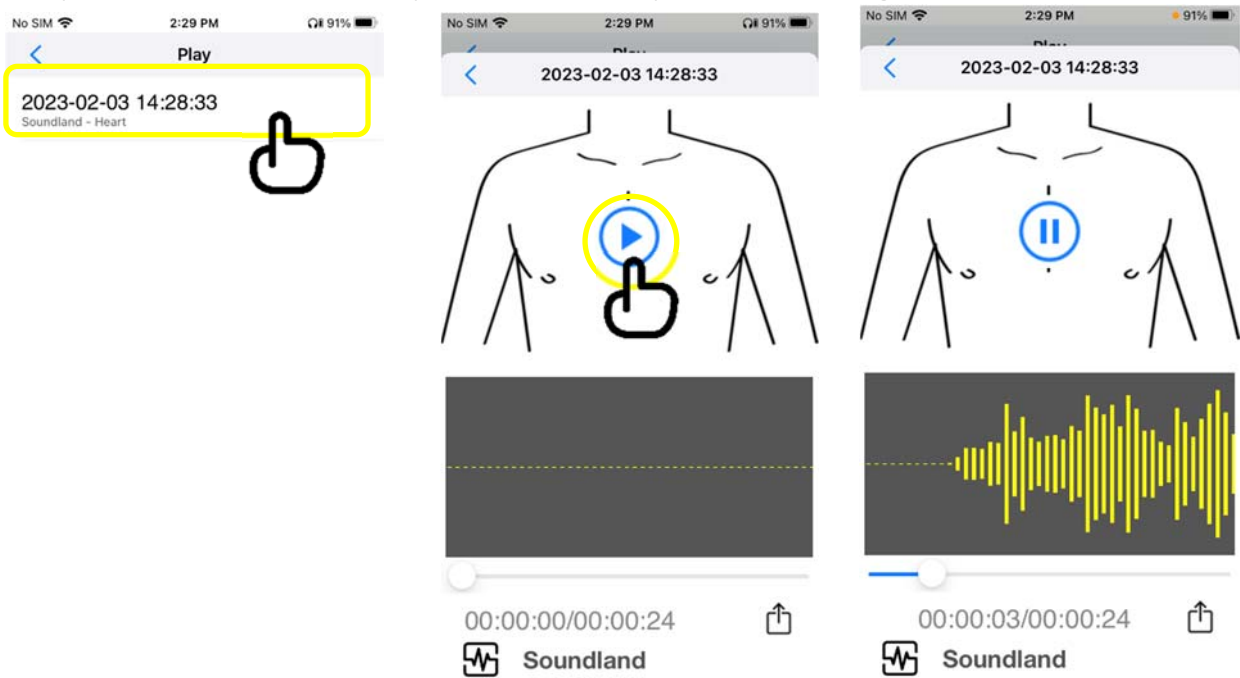 No SIM 2:29 PM 91%
Play
2023-02-03 14:28:33
Soundland - Heart
No SIM 2:29 PM 91%
2023-02-03 14:28:33
00:00:00/00:00:24
Soundland
No SIM 2:29 PM 91%
2023-02-03 14:28:33
00:00:03/00:00:24
Soundland